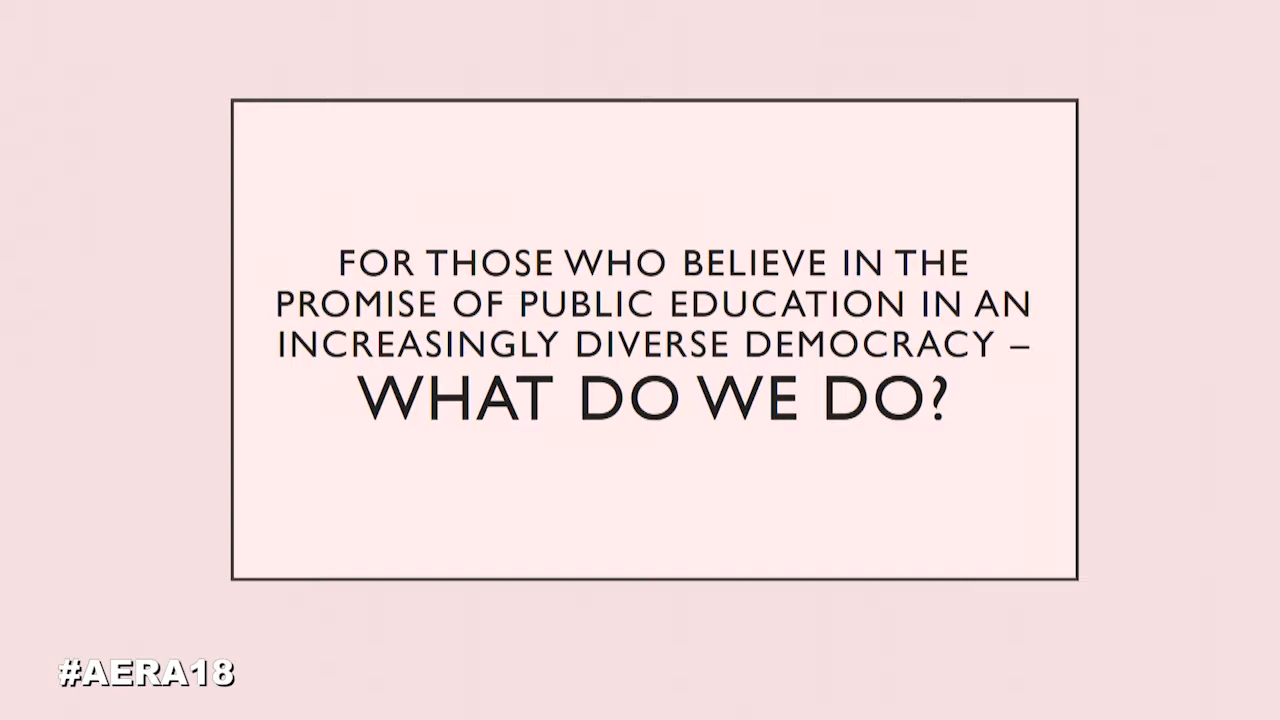 FOR THOSE WHO BELIEVE IN THE
PROMISE OF PUBLIC EDUCATION IN AN
INCREASINGLY DIVERSE DEMOCRACY –
WHAT DO WE DO?
#AERA18